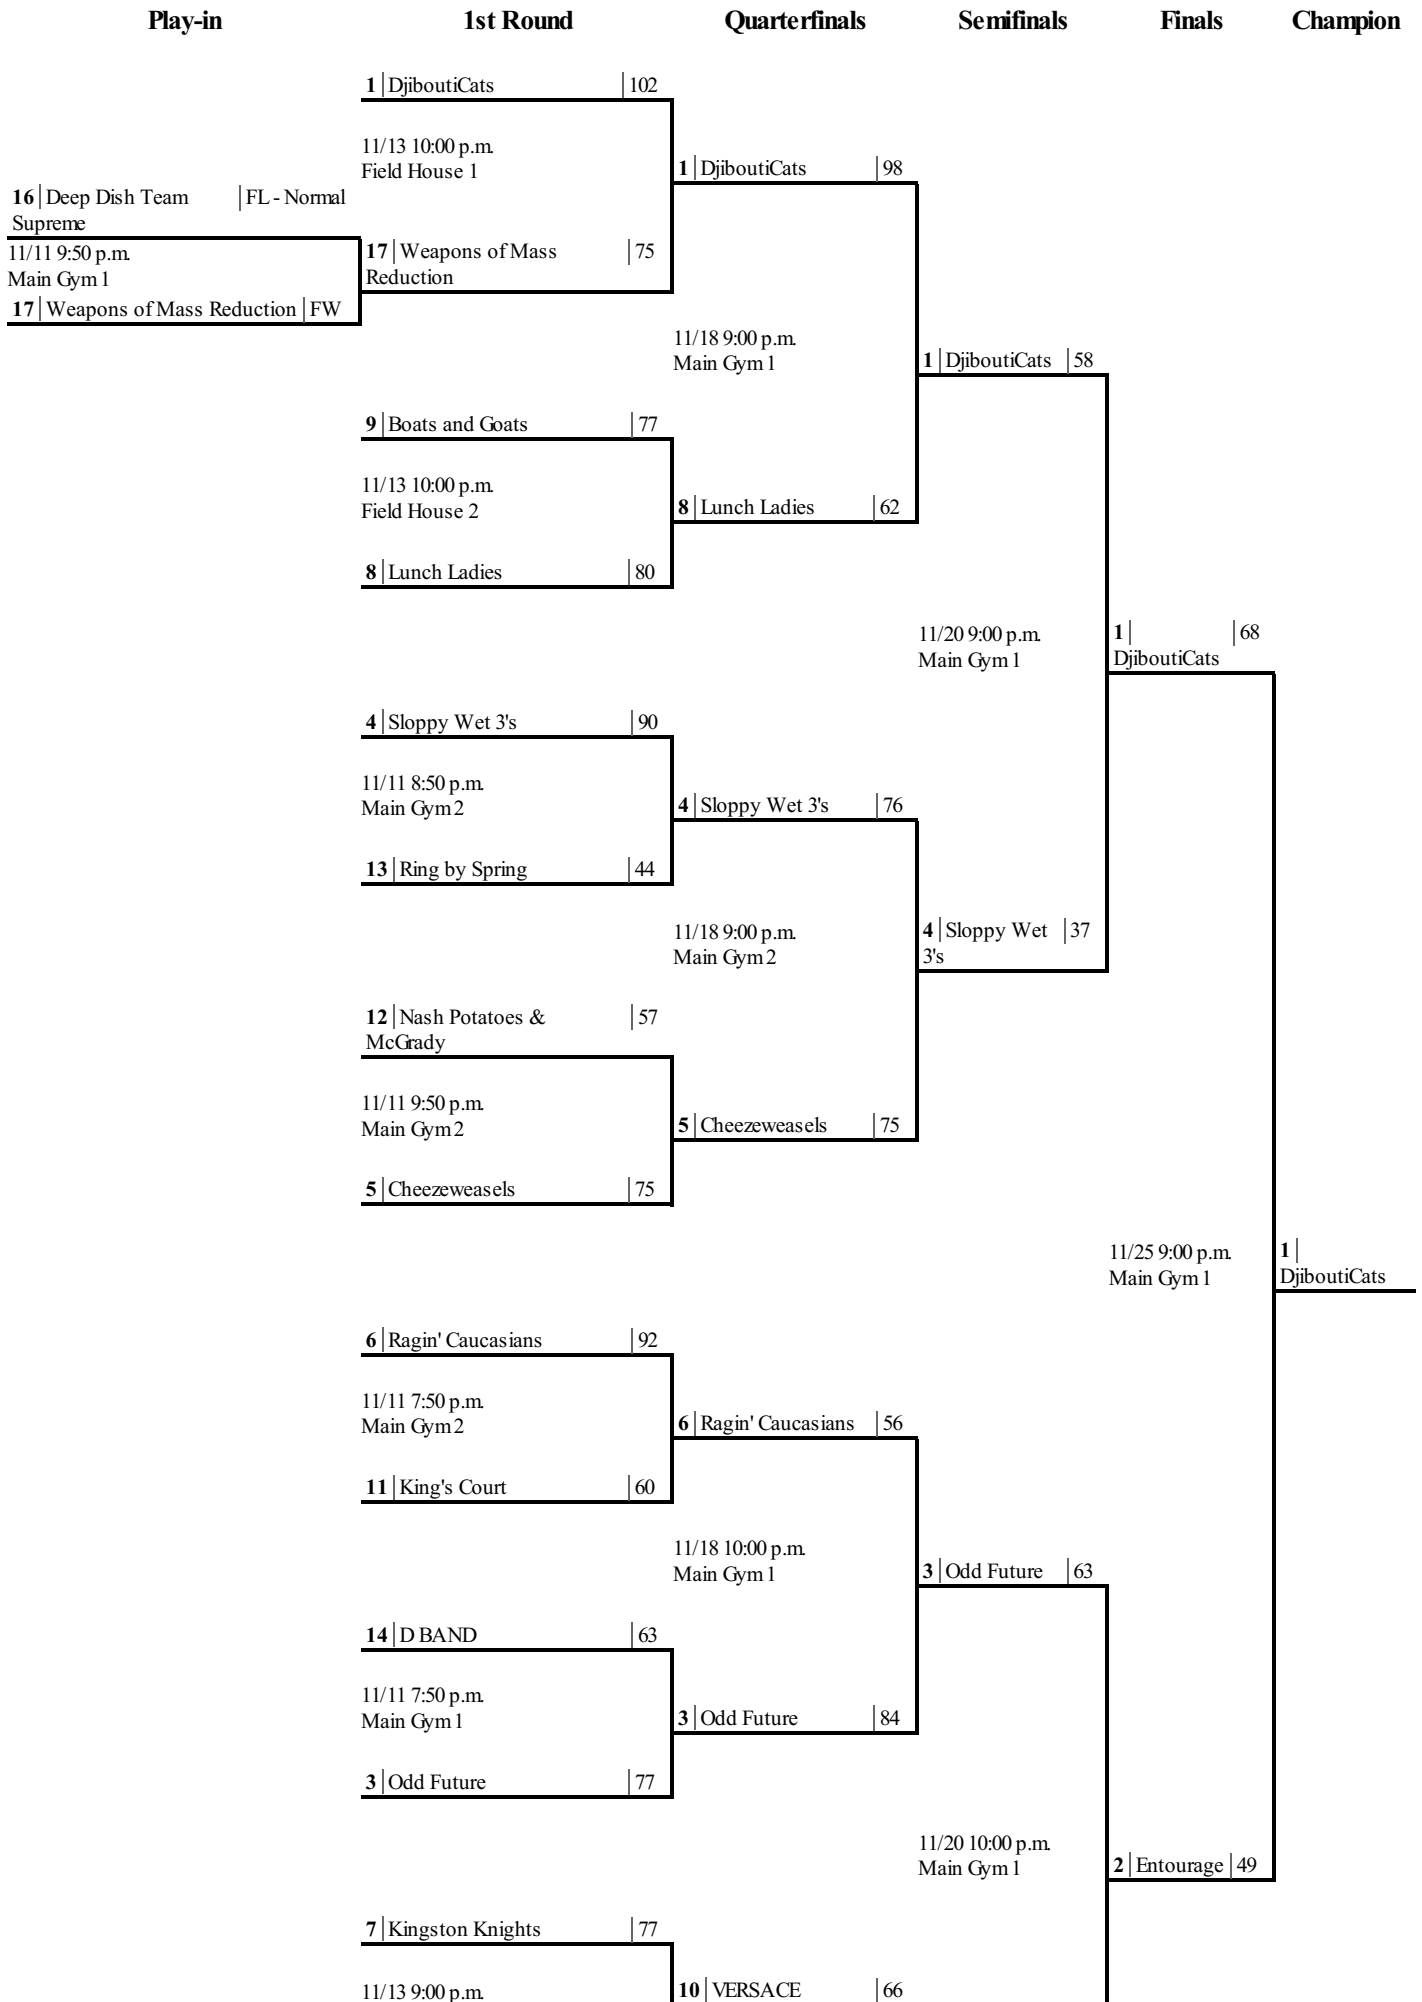 Play-in 1st Round Quarterfinals Semifinals Finals Champion
1 DjiboutiCats 102
11/13 10:00 p.m.
Field House 1
1 DjiboutiCats 98
16 Deep Dish Team FL - Normal
Supreme
11/11 9:50 p.m.
Main Gym 1
17 Weapons of Mass 75
Reduction
17 Weapons of Mass Reduction FW
11/18 9:00 p.m.
Main Gym 1
1 DjiboutiCats 58
9 Boats and Goats 77
11/13 10:00 p.m.
Field House 2
8 Lunch Ladies 62
8 Lunch Ladies 80
11/20 9:00 p.m.
Main Gym 1
1 68
DjiboutiCats
4 Sloppy Wet 3's 90
11/11 8:50 p.m.
Main Gym 2
4 Sloppy Wet 3's 76
13 Ring by Spring 44
11/18 9:00 p.m.
Main Gym 2
4 Sloppy Wet 37
3's
12 Nash Potatoes & 57
McGrady
11/11 9:50 p.m.
Main Gym 2
5 Cheezeweasels 75
5 Cheezeweasels 75
11/25 9:00 p.m.
Main Gym 1
1
DjiboutiCats
6 Ragin' Caucasians 92
11/11 7:50 p.m.
Main Gym 2
6 Ragin' Caucasians 56
11 King's Court 60
11/18 10:00 p.m.
Main Gym 1
3 Odd Future 63
14 D BAND 63
11/11 7:50 p.m.
Main Gym 1
3 Odd Future 84
3 Odd Future 77
11/20 10:00 p.m.
Main Gym 1
2 Entourage 49
7 Kingston Knights 77
11/13 9:00 p.m.
10 VERSACE 66